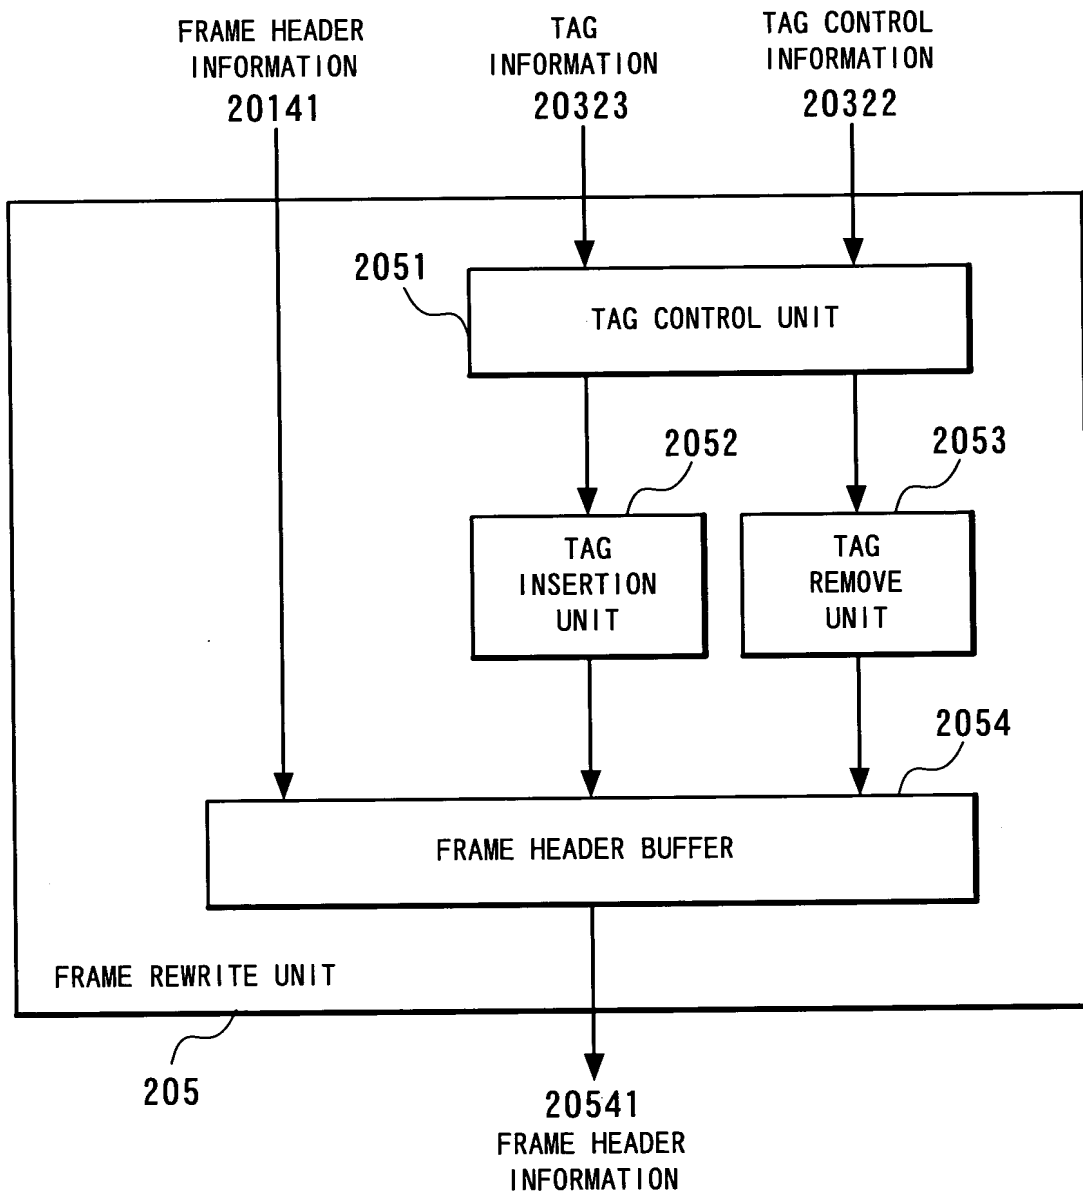 FRAME HEADER
INFORMATION
20141
TAG
INFORMATION
20323
TAG CONTROL
INFORMATION
20322
2051
TAG CONTROL UNIT
2052
2053
TAG
INSERTION
UNIT
TAG
REMOVE
UNIT
2054
FRAME HEADER BUFFER
FRAME REWRITE UNIT
205
20541
FRAME HEADER
INFORMATION